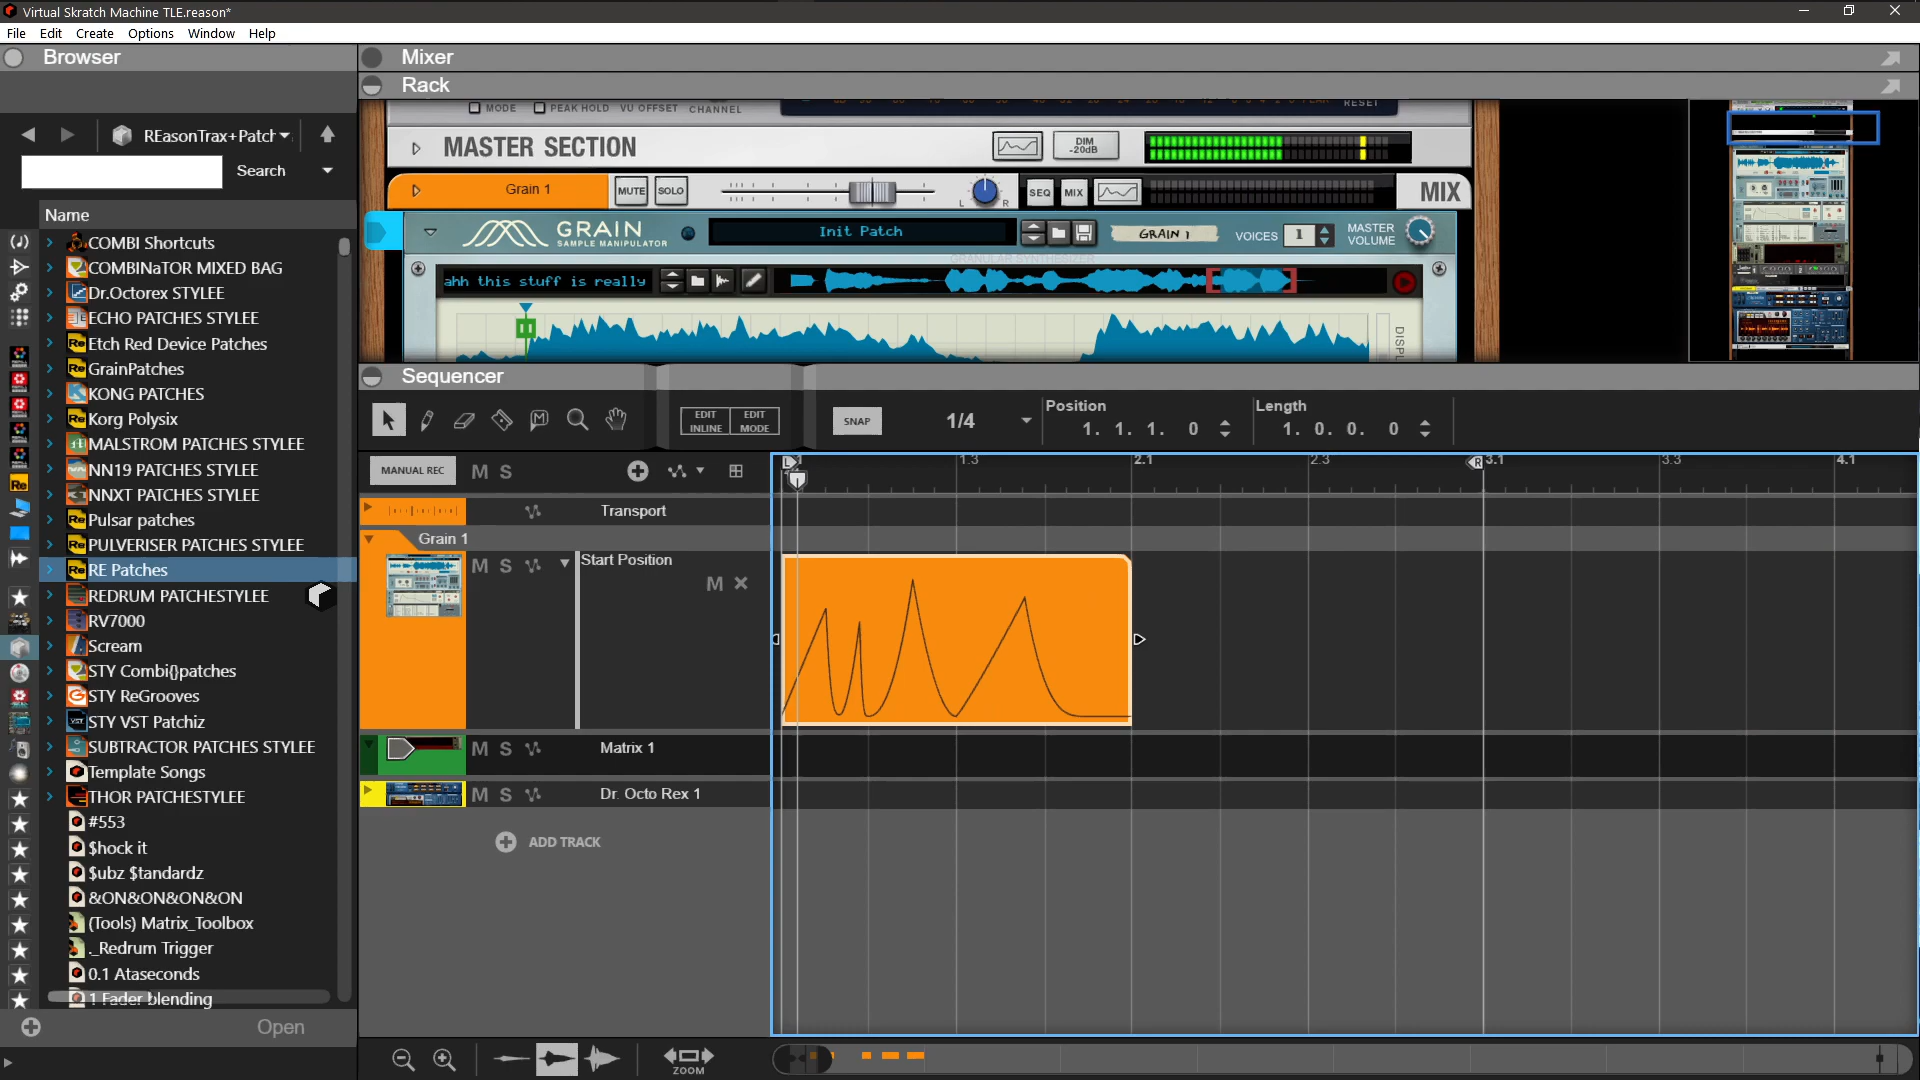 Virtual Skratch Machine TLE.reason*
File Edit Create Options Window Help
Browser
Mixer
Rack
MODE PEAK HOLD VU OFFSET CHANNEL RESET
REasonTrax+Patch
MASTER SECTION
DIM -20dB
Search
Grain 1
MUTE SOLO
L R
SEQ MIX
MIX
Name
GRAIN
SAMPLE MANIPULATOR
Init Patch
GRAIN 1
VOICES 1
MASTER VOLUME
GRANULAR SYNTHESIZER
ahh this stuff is really
DISPL
COMBI Shortcuts
COMBINaTOR MIXED BAG
Dr.Octorex STYLEE
ECHO PATCHES STYLEE
Etch Red Device Patches
GrainPatches
KONG PATCHES
Korg Polysix
MALSTROM PATCHES STYLEE
NN19 PATCHES STYLEE
NNXT PATCHES STYLEE
Pulsar patches
PULVERISER PATCHES STYLEE
RE Patches
REDRUM PATCHESTYLEE
RV7000
Scream
STY Combi{}patches
STY ReGrooves
STY VST Patchiz
SUBTRACTOR PATCHES STYLEE
Template Songs
THOR PATCHESTYLEE
#553
$hock it
$ubz $tandardz
&ON&ON&ON&ON
(Tools) Matrix_Toolbox
._Redrum Trigger
0.1 Ataseconds
1 Fader blending
Open
Sequencer
EDIT INLINE
EDIT MODE
SNAP
1/4
Position
1. 1. 1. 0
Length
1. 0. 0. 0
MANUAL REC
M S
L 1.3 2.1 2.3 R 3.1 3.3 4.1
Transport
Grain 1
M S
Start Position
M
M S Matrix 1
M S Dr. Octo Rex 1
ADD TRACK
ZOOM